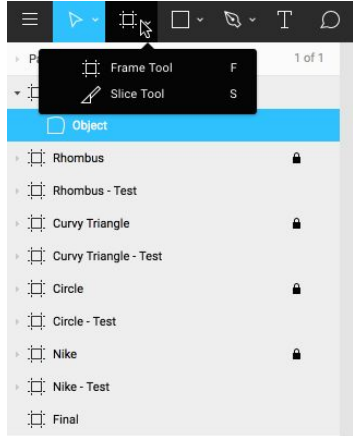 T
1 of 1
Frame Tool F
Slice Tool S
Object
Rhombus
Rhombus - Test
Curvy Triangle
Curvy Triangle - Test
Circle
Circle - Test
Nike
Nike - Test
Final